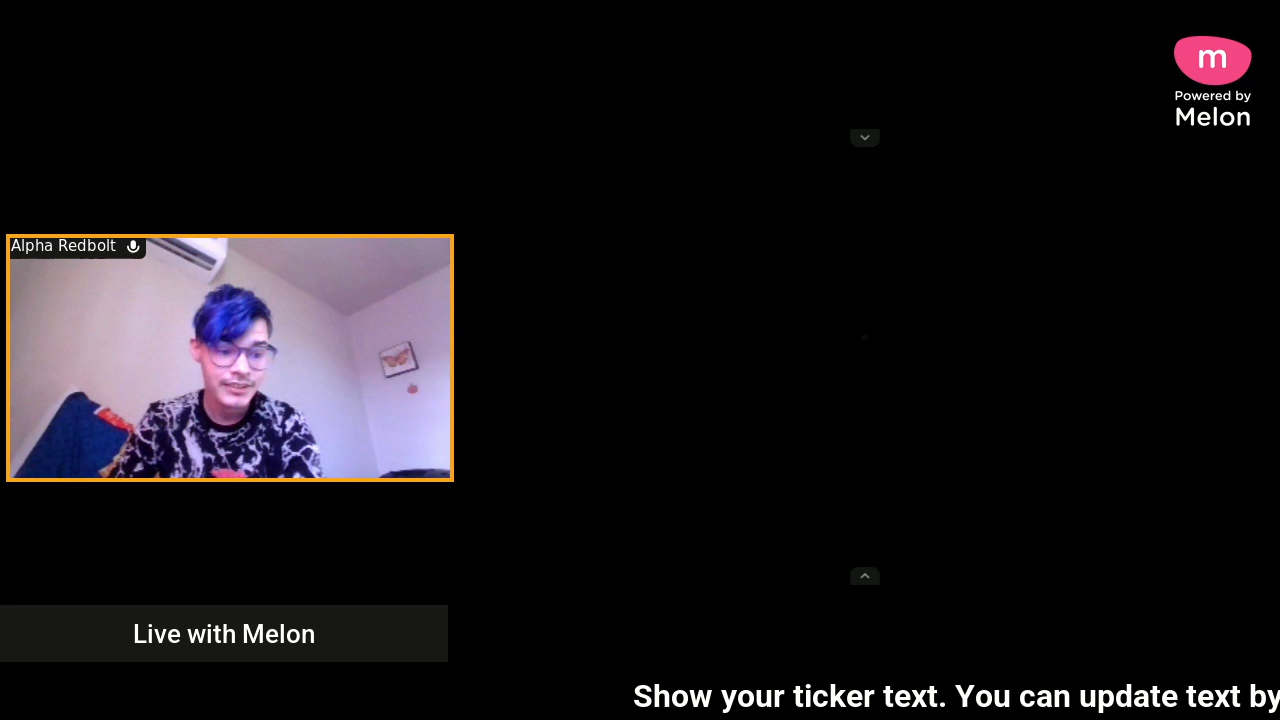 m
Powered by
Melon
Alpha Redbolt
Live with Melon
Show your ticker text. You can update text by